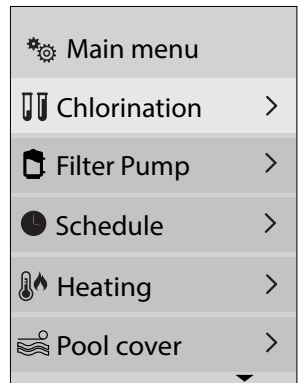 Main menu
Chlorination
Filter Pump
Schedule
Heating
Pool cover